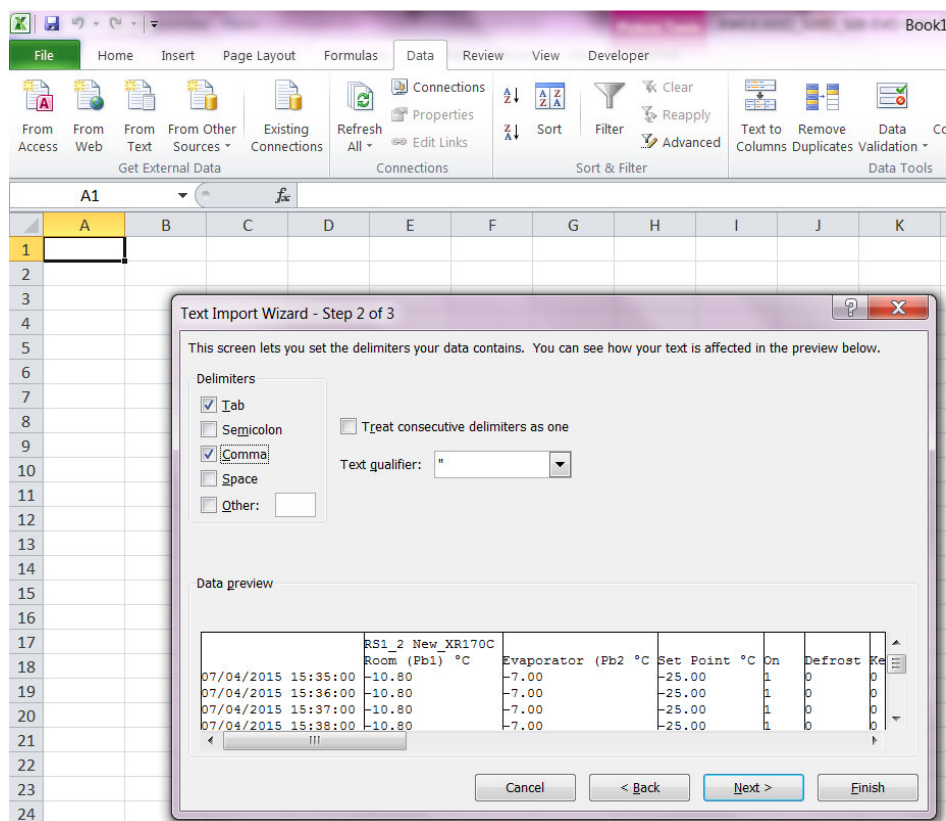 Book1
File Home Insert Page Layout Formulas Data Review View Developer
From Access
From Web
From Text
From Other Sources
Existing Connections
Get External Data
Refresh All
Connections
Properties
Edit Links
Connections
Sort
Filter
Clear
Reapply
Advanced
Sort & Filter
Text to Columns
Remove Duplicates
Data Validation
Co
Data Tools
A1 fx
A B C D E F G H I J K
1
2
3
4
5
6
7
8
9
10
11
12
13
14
15
16
17
18
19
20
21
22
23
24
Text Import Wizard - Step 2 of 3
This screen lets you set the delimiters your data contains. You can see how your text is affected in the preview below.
Delimiters
Tab
Semicolon
Comma
Space
Other:
Treat consecutive delimiters as one
Text qualifier: "
Data preview
RS1_2 New_XR170C
Room (Pb1) °C Evaporator (Pb2 °C Set Point °C On Defrost Ke
07/04/2015 15:35:00 -10.80 -7.00 -25.00 1 0 0
07/04/2015 15:36:00 -10.80 -7.00 -25.00 1 0 0
07/04/2015 15:37:00 -10.80 -7.00 -25.00 1 0 0
07/04/2015 15:38:00 -10.80 -7.00 -25.00 1 0 0
Cancel < Back Next > Finish